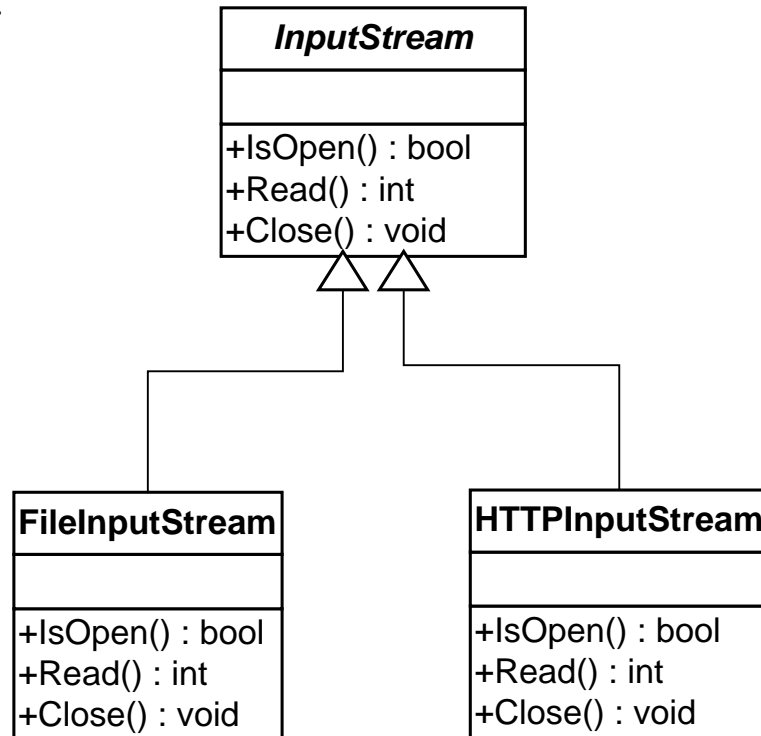 InputStream
+IsOpen() : bool
+Read() : int
+Close() : void
FileInputStream
+IsOpen() : bool
+Read() : int
+Close() : void
HTTPInputStream
+IsOpen() : bool
+Read() : int
+Close() : void